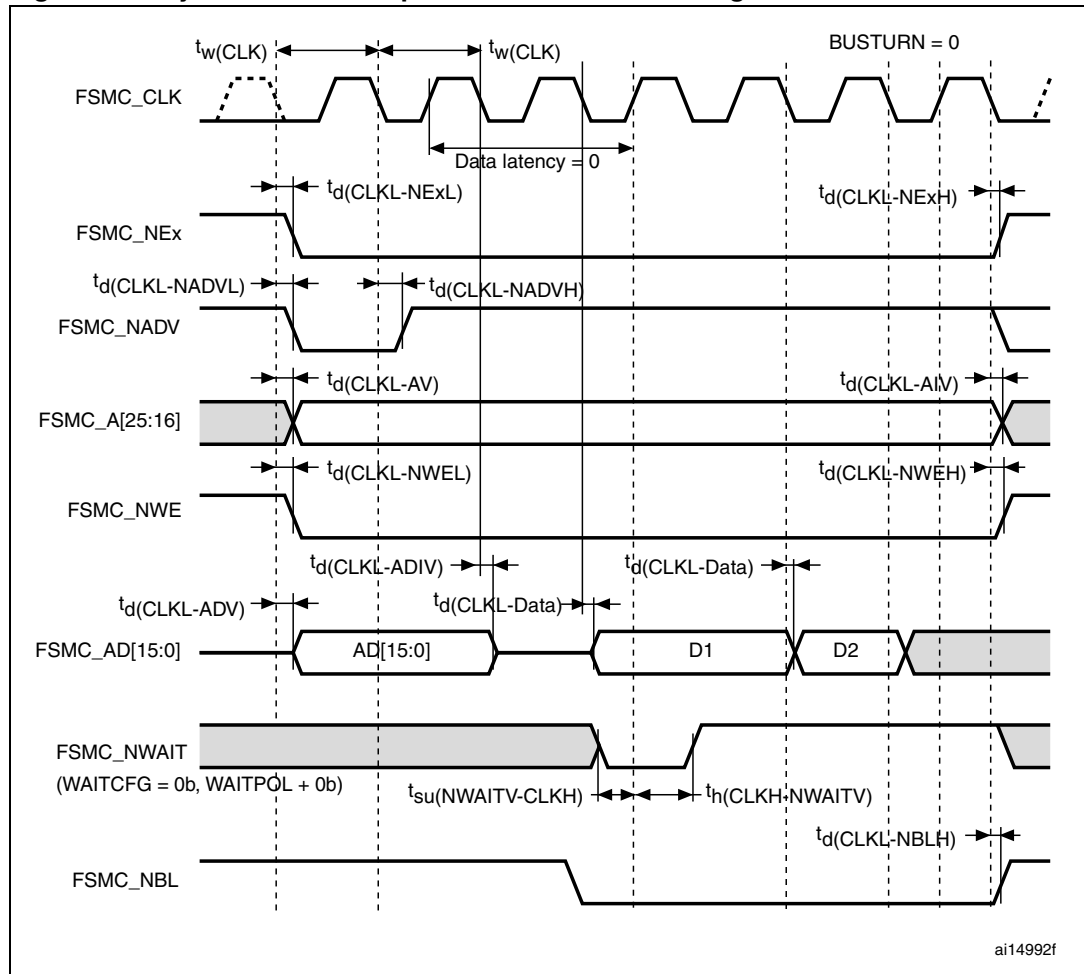 BUSTURN = 0
tw(CLK)
tw(CLK)
FSMC_CLK
Data latency = 0
td(CLKL-NExL)
td(CLKL-NExH)
FSMC_NEx
td(CLKL-NADVL)
td(CLKL-NADVH)
FSMC_NADV
td(CLKL-AV)
td(CLKL-AIV)
FSMC_A[25:16]
td(CLKL-NWEL)
td(CLKL-NWEH)
FSMC_NWE
td(CLKL-ADIV)
td(CLKL-Data)
td(CLKL-ADV)
td(CLKL-Data)
FSMC_AD[15:0]
AD[15:0]
D1
D2
FSMC_NWAIT
(WAITCFG = 0b, WAITPOL + 0b)
tsu(NWAITV-CLKH)
th(CLKH-NWAITV)
td(CLKL-NBLH)
FSMC_NBL
ai14992f